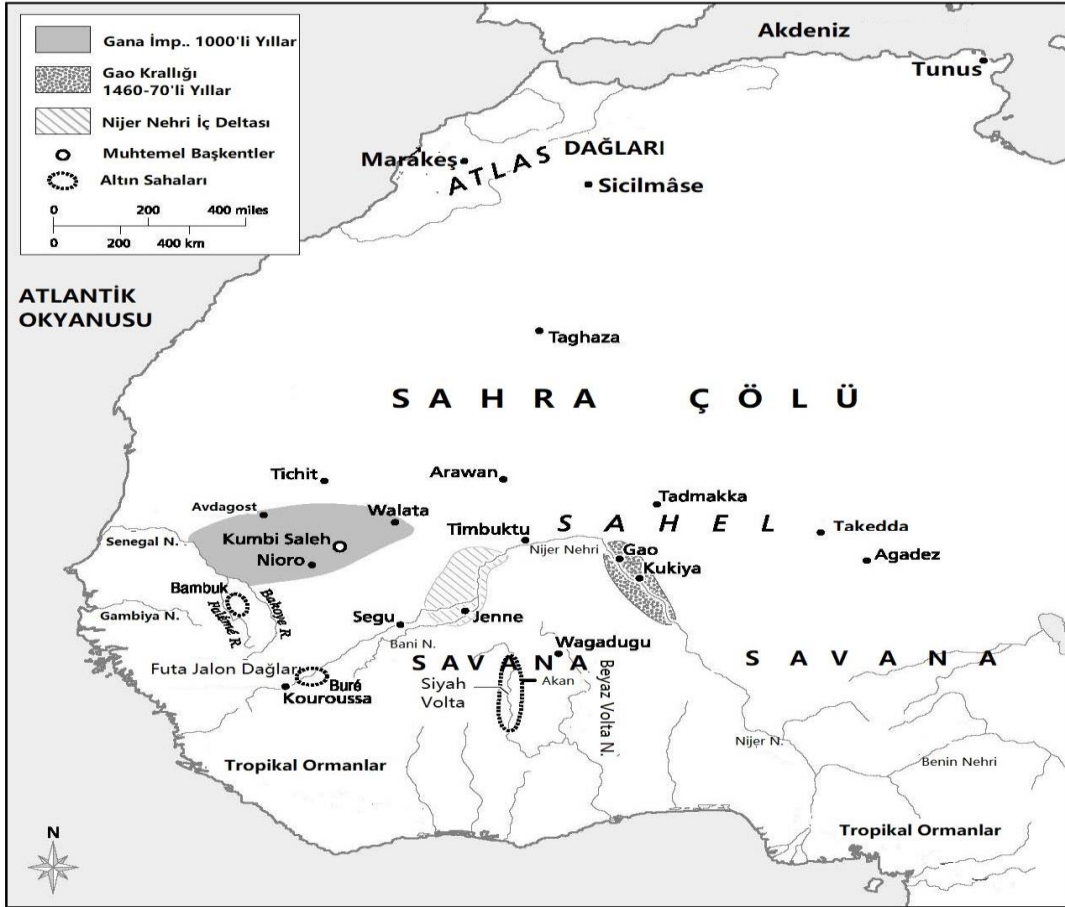 Gana İmp.. 1000'li Yıllar
Gao Krallığı
1460-70'li Yıllar
Nijer Nehri İç Deltası
Muhtemel Başkentler
Altın Sahaları
0 200 400 miles
0 200 400 km
Akdeniz
Tunus
Marakeş
ATLAS DAĞLARI
Sicilmâse
ATLANTİK
OKYANUSU
Taghaza
SAHRA ÇÖLÜ
Tichit
Arawan
Avdagost
Walata
Tadmakka
Timbuktu
SAHEL
Takedda
Senegal N.
Kumbi Saleh
Nijer Nehri
Gao
Agadez
Nioro
Kukiya
Bambuk
Bakoye R.
Falémé R.
Gambiya N.
Segu
Jenne
Bani N.
Wagadugu
SAVANA
SAVANA
Futa Jalon Dağları
Buré
Siyah
Volta
Akan
Beyaz Volta N.
Kouroussa
Nijer N.
Tropikal Ormanlar
Benin Nehri
Tropikal Ormanlar
N